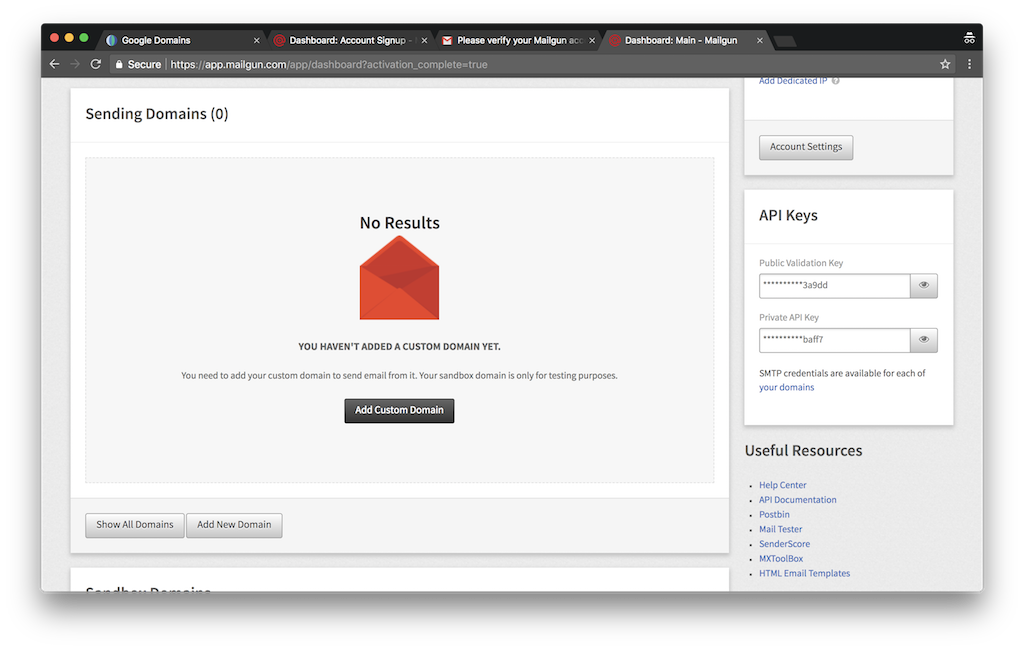 Google Domains
Dashboard: Account Signup -
Please verify your Mailgun acc
Dashboard: Main - Mailgun
Secure
https://app.mailgun.com/app/dashboard?activation_complete=true
Sending Domains (0)
No Results
YOU HAVEN'T ADDED A CUSTOM DOMAIN YET.
You need to add your custom domain to send email from it. Your sandbox domain is only for testing purposes.
Add Custom Domain
Show All Domains
Add New Domain
Sandbox Domains
Add Dedicated IP
Account Settings
API Keys
Public Validation Key
**********3a9dd
Private API Key
**********baff7
SMTP credentials are available for each of
your domains
Useful Resources
Help Center
API Documentation
Postbin
Mail Tester
SenderScore
MXToolBox
HTML Email Templates